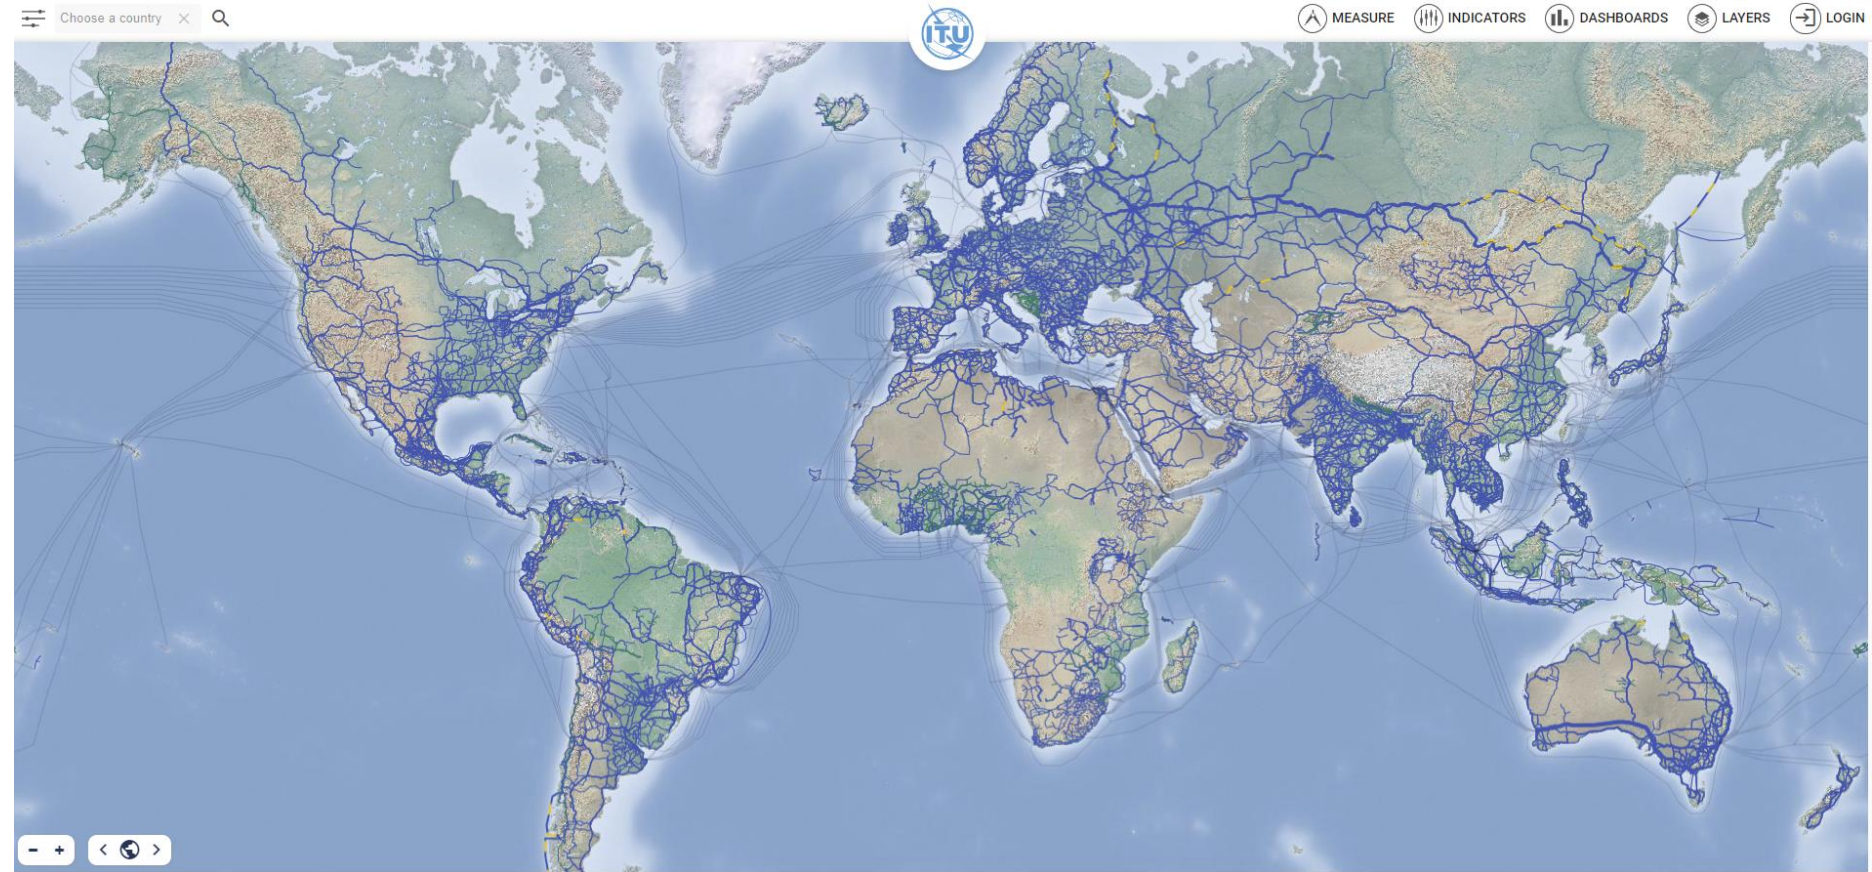 Choose a country
ITU
MEASURE
INDICATORS
DASHBOARDS
LAYERS
LOGIN